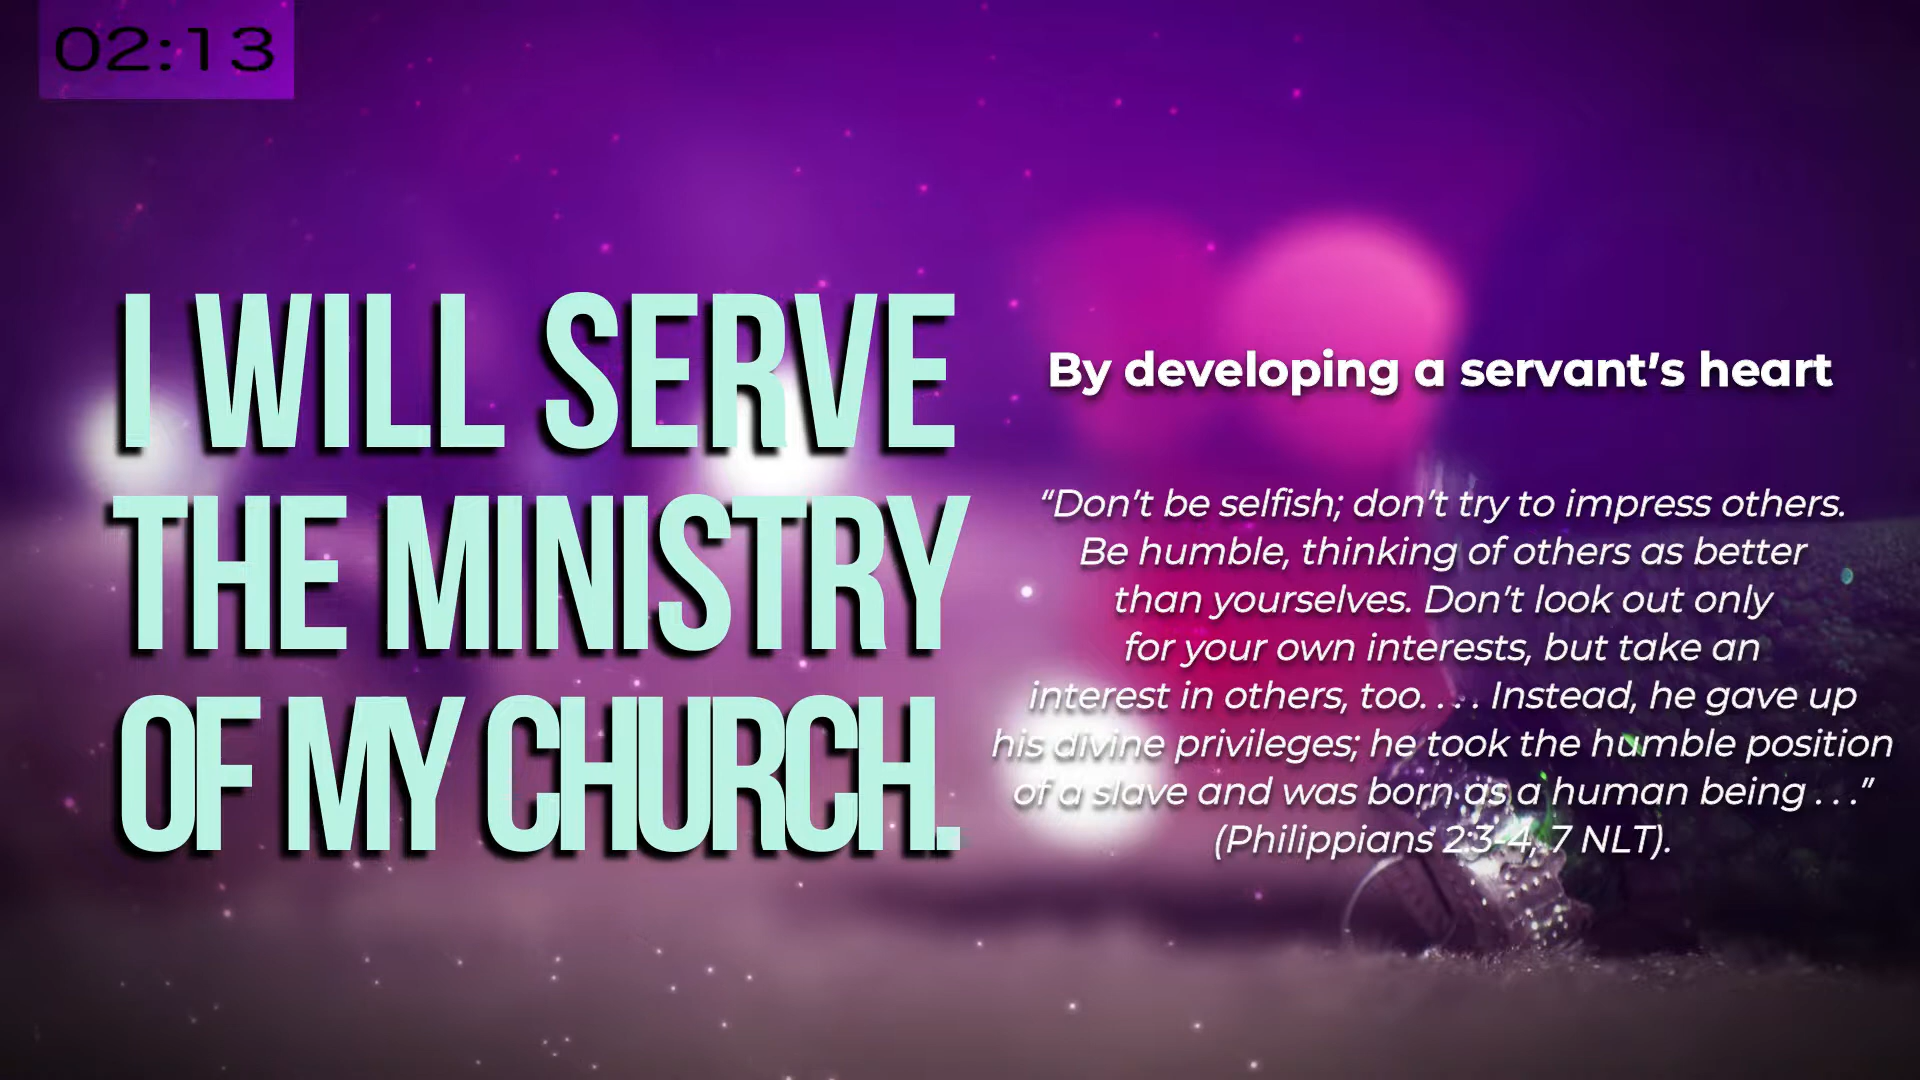 02:13
I WILL SERVE
THE MINISTRY
OF MY CHURCH.
By developing a servant’s heart
“Don’t be selfish; don’t try to impress others.
Be humble, thinking of others as better
than yourselves. Don’t look out only
for your own interests, but take an
interest in others, too. . . . Instead, he gave up
his divine privileges; he took the humble position
of a slave and was born as a human being . . .”
(Philippians 2:3-4, 7 NLT).